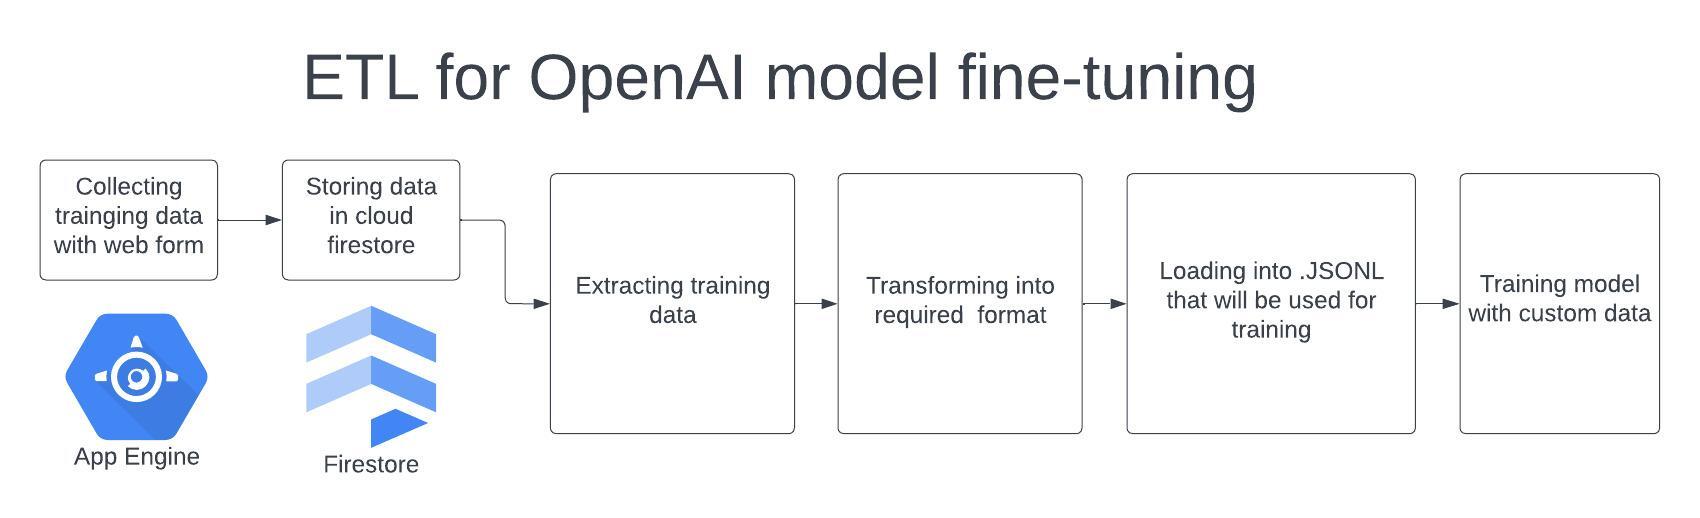 ETL for OpenAI model fine-tuning
Collecting
trainging data
with web form
Storing data
in cloud
firestore
Extracting training
data
Transforming into
required  format
Loading into .JSONL
that will be used for
training
Training model
with custom data
App Engine
Firestore